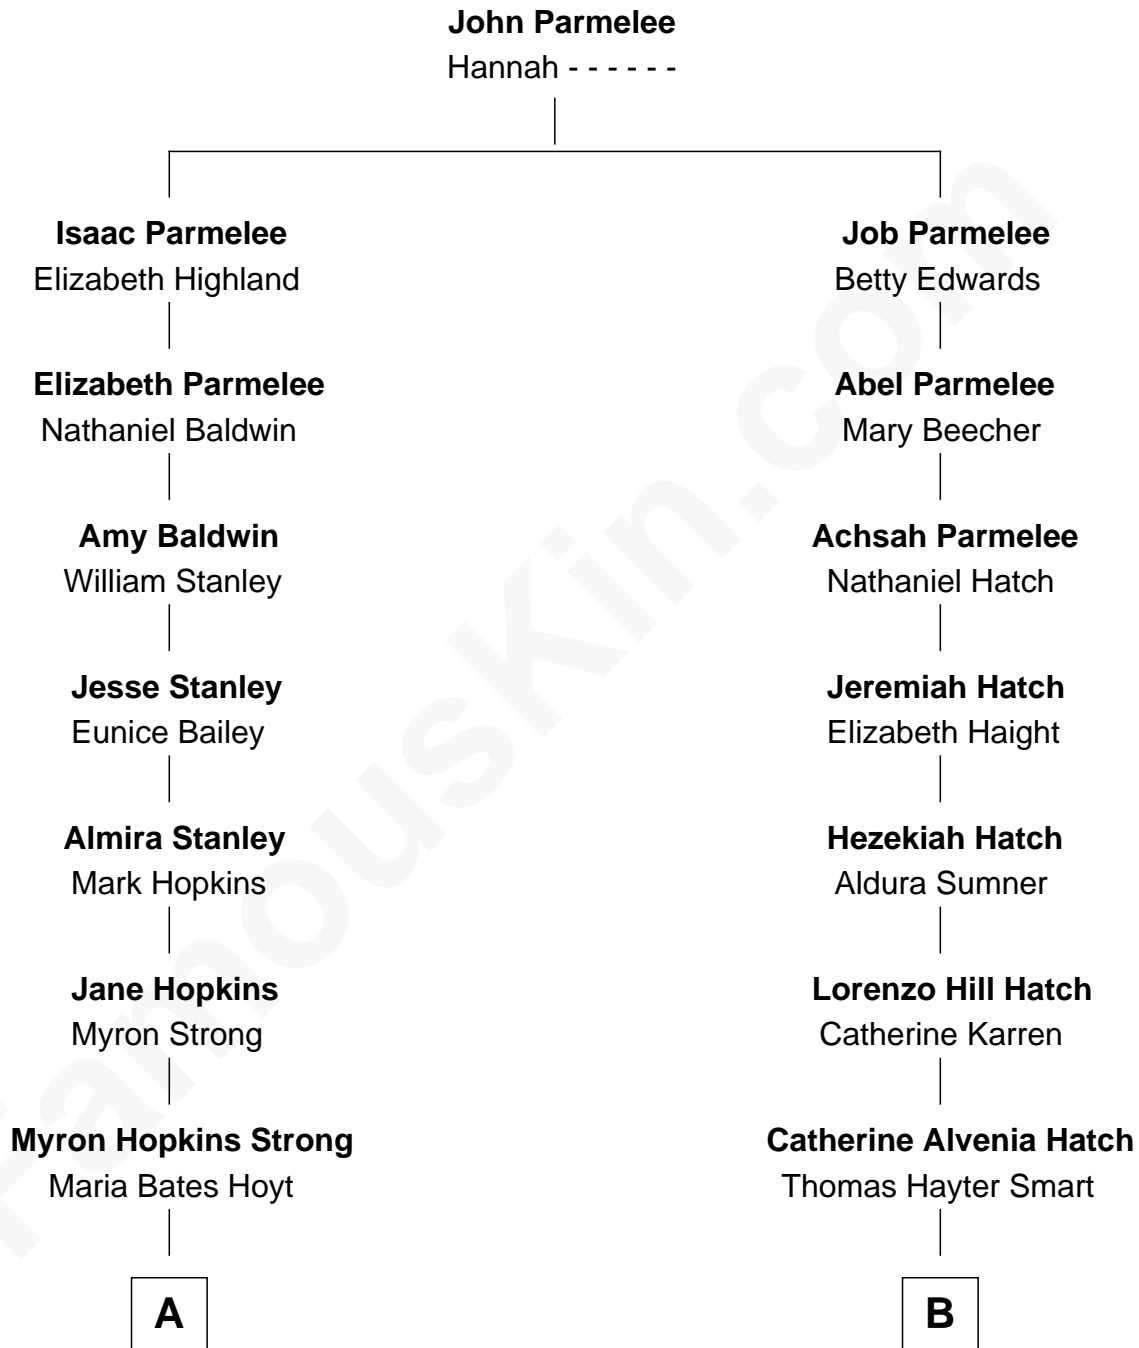 John Parmelee
Hannah - - - - - -
Isaac Parmelee
Elizabeth Highland
Job Parmelee
Betty Edwards
Elizabeth Parmelee
Nathaniel Baldwin
Abel Parmelee
Mary Beecher
Amy Baldwin
William Stanley
Achsah Parmelee
Nathaniel Hatch
Jesse Stanley
Eunice Bailey
Jeremiah Hatch
Elizabeth Haight
Almira Stanley
Mark Hopkins
Hezekiah Hatch
Aldura Sumner
Jane Hopkins
Myron Strong
Lorenzo Hill Hatch
Catherine Karren
Myron Hopkins Strong
Maria Bates Hoyt
Catherine Alvenia Hatch
Thomas Hayter Smart
A
B
FamousKin.com